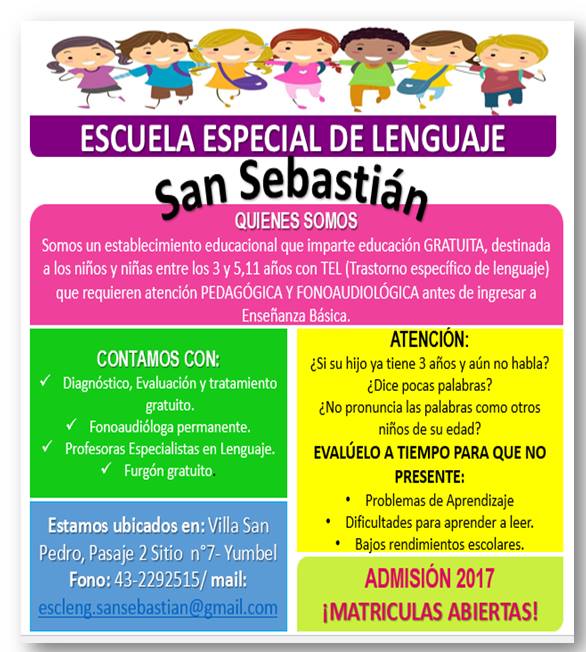 ESCUELA ESPECIAL DE LENGUAJE
San Sebastián
QUIENES SOMOS
Somos un establecimiento educacional que imparte educación GRATUITA, destinada
a los niños y niñas entre los 3 y 5,11 años con TEL (Trastorno específico de lenguaje)
que requieren atención PEDAGÓGICA Y FONOAUDIOLÓGICA antes de ingresar a
Enseñanza Básica.
CONTAMOS CON:
✓ Diagnóstico, Evaluación y tratamiento
gratuito.
✓ Fonoaudióloga permanente.
✓ Profesoras Especialistas en Lenguaje.
✓ Furgón gratuito.
ATENCIÓN:
¿Si su hijo ya tiene 3 años y aún no habla?
¿Dice pocas palabras?
¿No pronuncia las palabras como otros
niños de su edad?
EVALÚELO A TIEMPO PARA QUE NO
PRESENTE:
• Problemas de Aprendizaje
• Dificultades para aprender a leer.
• Bajos rendimientos escolares.
Estamos ubicados en: Villa San
Pedro, Pasaje 2 Sitio n°7- Yumbel
Fono: 43-2292515/ mail:
escleng.sansebastian@gmail.com
ADMISIÓN 2017
¡MATRICULAS ABIERTAS!